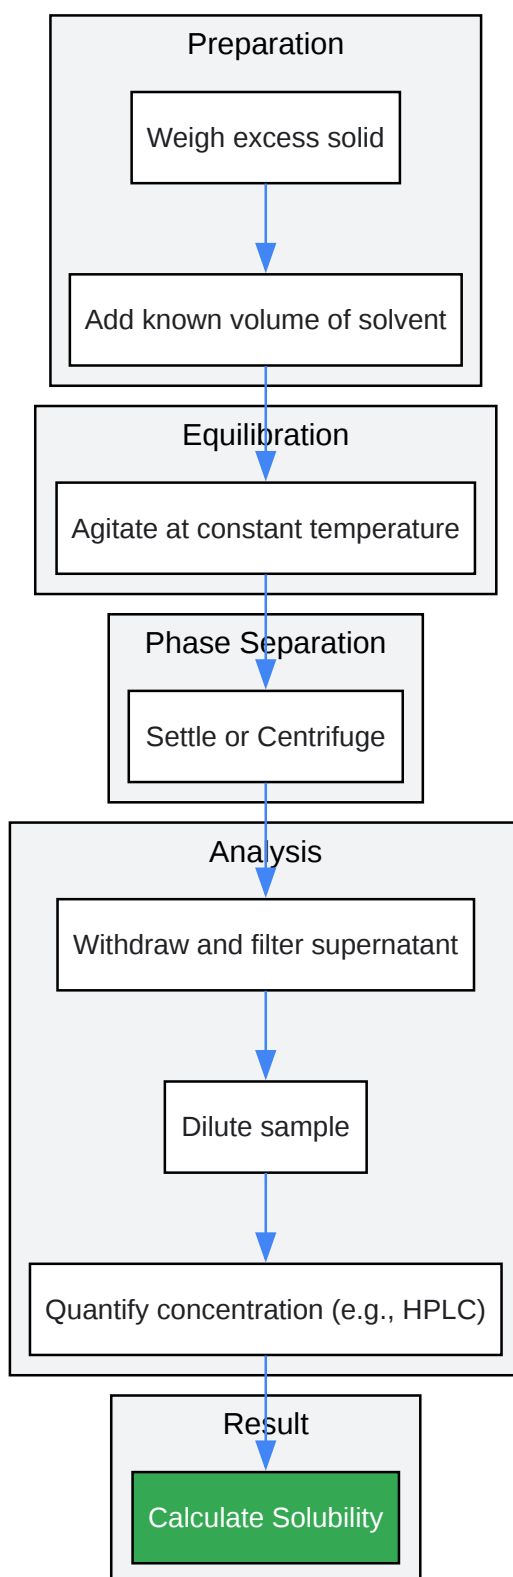 Preparation
Weigh excess solid
Add known volume of solvent
Equilibration
Agitate at constant temperature
Phase Separation
Settle or Centrifuge
Analysis
Withdraw and filter supernatant
Dilute sample
Quantify concentration (e.g., HPLC)
Result
Calculate Solubility